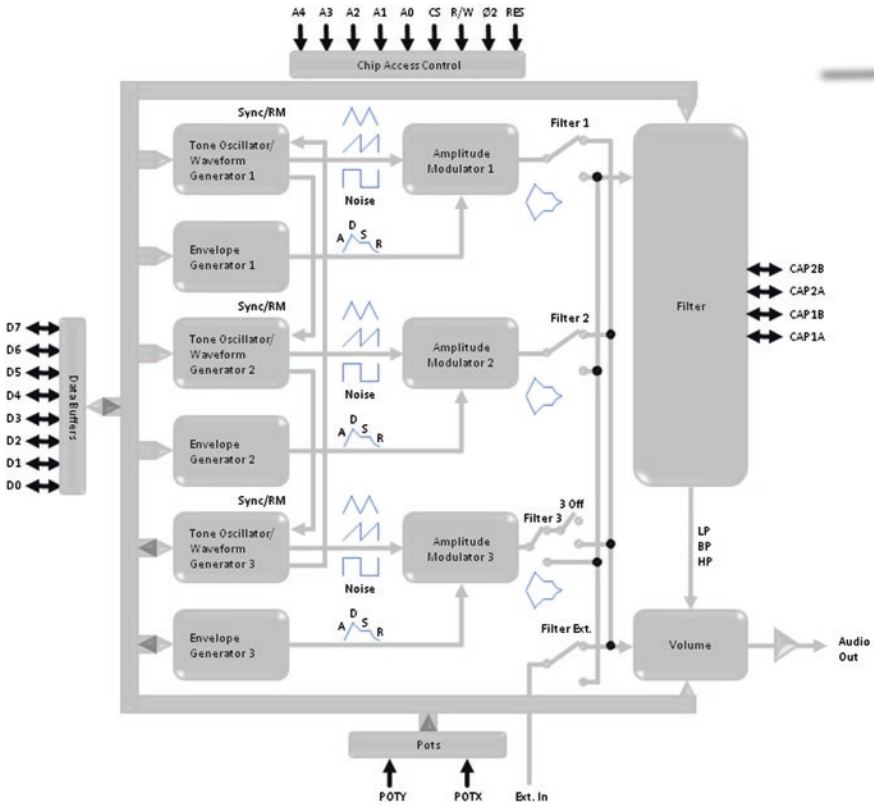 A4 A3 A2 A1 A0 CS R/W Ø2 RES
Chip Access Control
Sync/RM
Tone Oscillator/
Waveform
Generator 1
Noise
Amplitude
Modulator 1
Filter 1
Envelope
Generator 1
A D S R
Filter
CAP2B
CAP2A
CAP1B
CAP1A
Sync/RM
Tone Oscillator/
Waveform
Generator 2
Noise
Amplitude
Modulator 2
Filter 2
D7
D6
D5
D4
D3
D2
D1
D0
Data Buffers
Envelope
Generator 2
A D S R
Sync/RM
Tone Oscillator/
Waveform
Generator 3
Noise
Amplitude
Modulator 3
Filter 3
3 Off
LP
BP
HP
Envelope
Generator 3
A D S R
Filter Ext.
Volume
Audio
Out
Pots
POTY
POTX
Ext. In